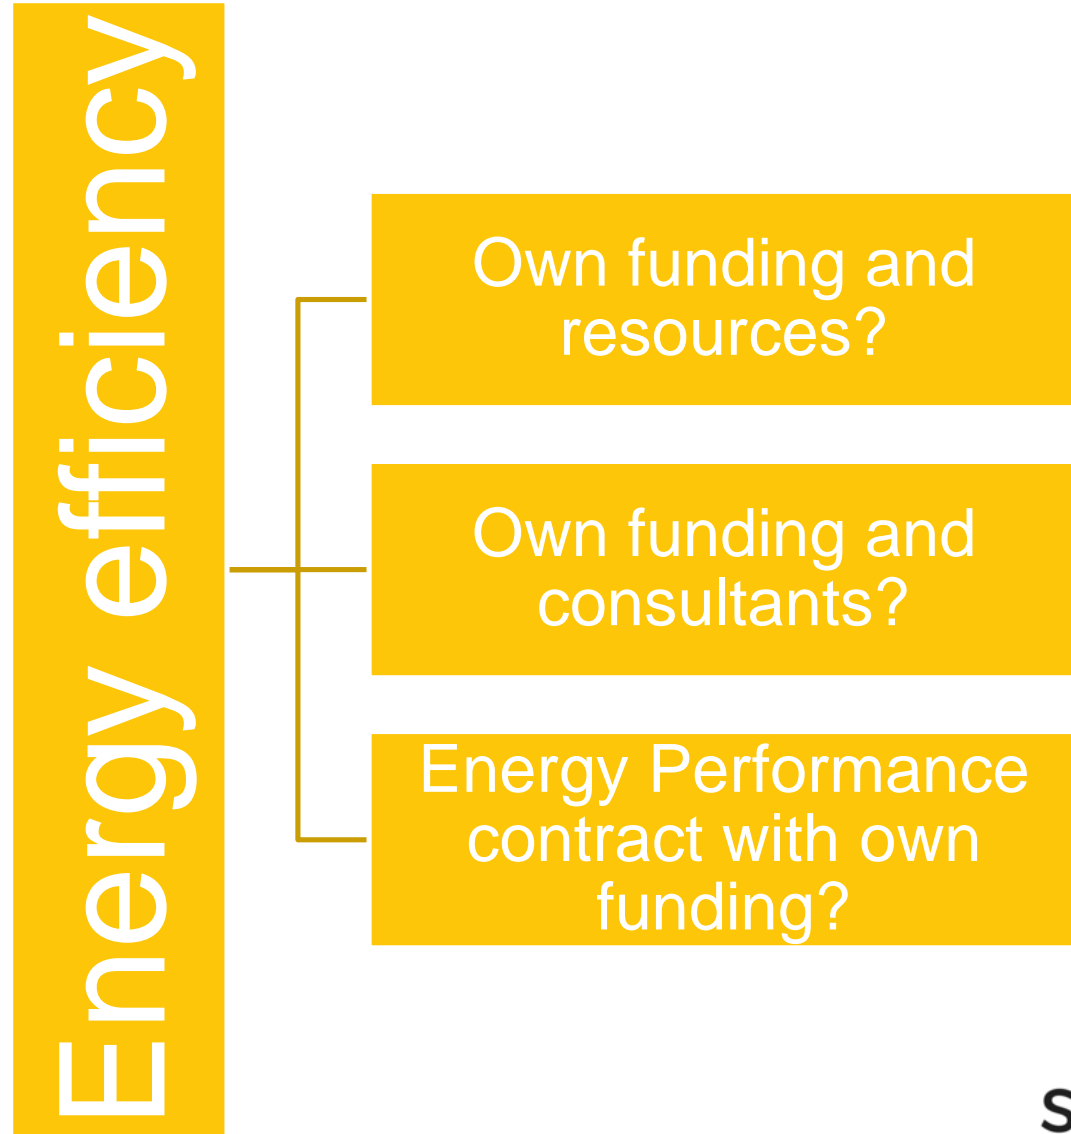 Energy efficiency
Own funding and
resources?
Own funding and
consultants?
Energy Performance
contract with own
funding?